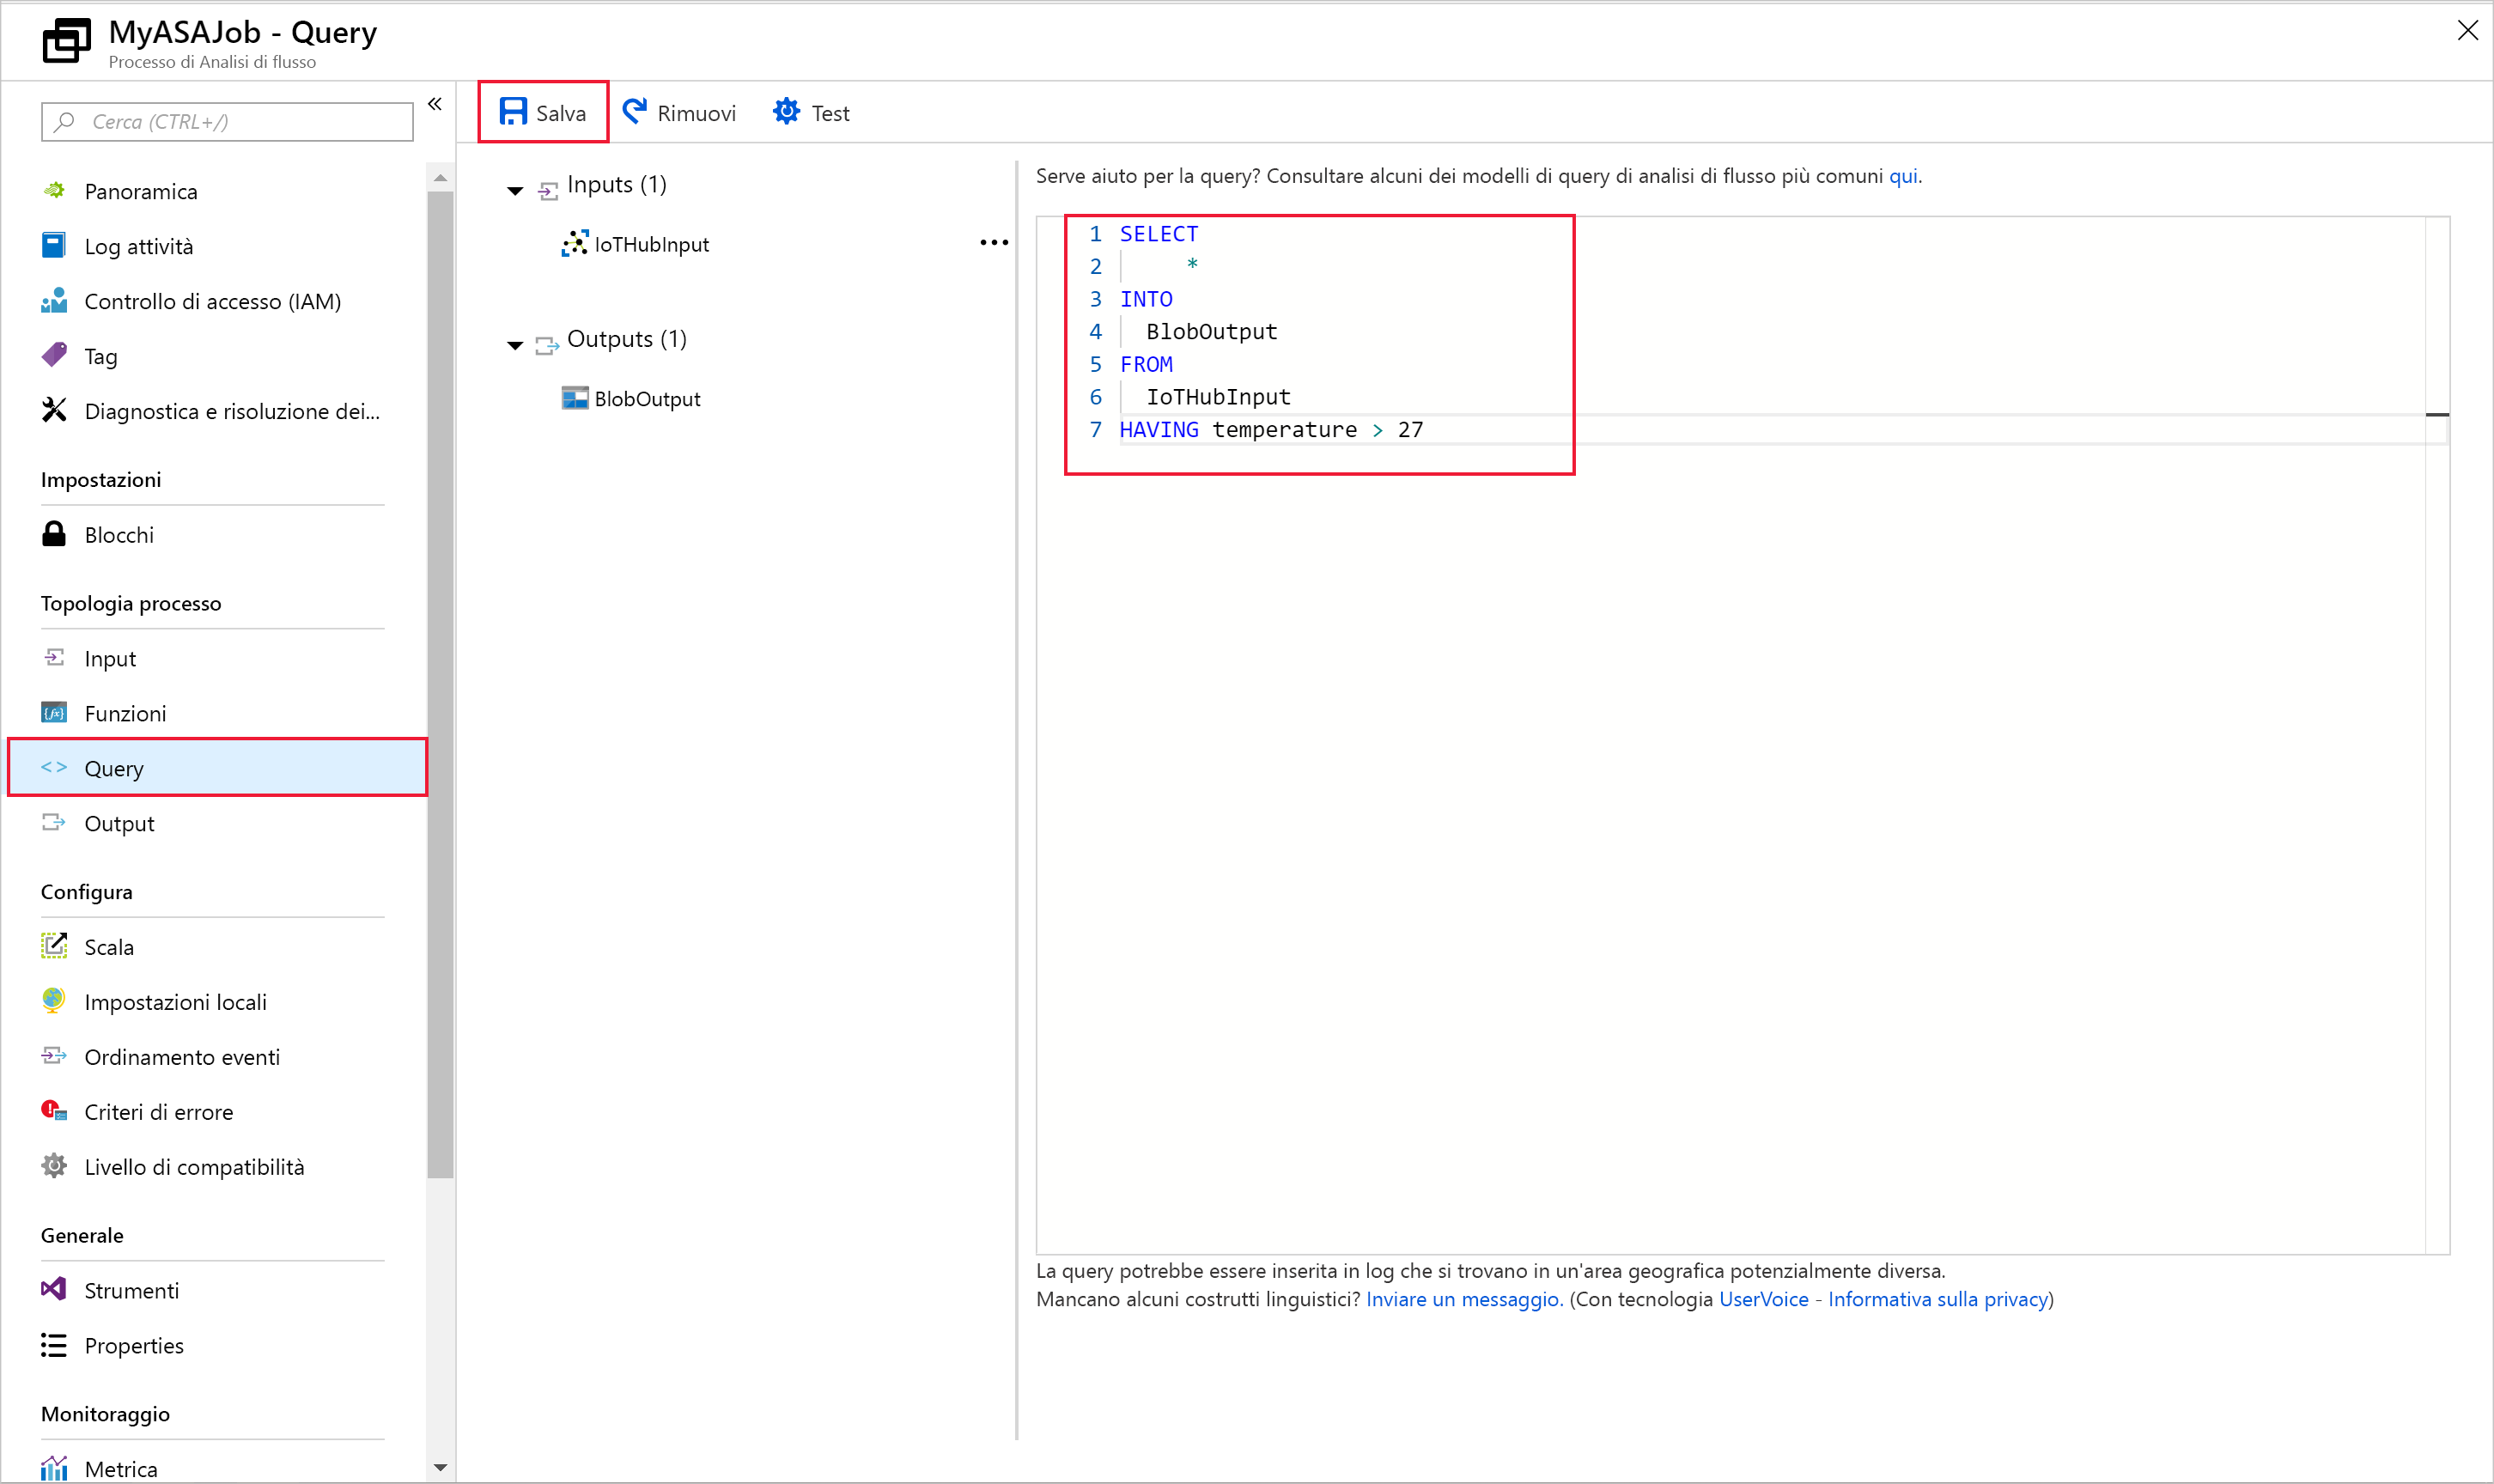 MyASAJob - Query
Processo di Analisi di flusso
Cerca (CTRL+/)
Panoramica
Log attività
Controllo di accesso (IAM)
Tag
Diagnostica e risoluzione dei...
Impostazioni
Blocchi
Topologia processo
Input
Funzioni
Query
Output
Configura
Scala
Impostazioni locali
Ordinamento eventi
Criteri di errore
Livello di compatibilità
Generale
Strumenti
Properties
Monitoraggio
Metrica
Salva Rimuovi Test
Inputs (1)
IoTHubInput
Outputs (1)
BlobOutput
Serve aiuto per la query? Consultare alcuni dei modelli di query di analisi di flusso più comuni qui.
1 SELECT
2 *
3 INTO
4 BlobOutput
5 FROM
6 IoTHubInput
7 HAVING temperature > 27
La query potrebbe essere inserita in log che si trovano in un'area geografica potenzialmente diversa.
Mancano alcuni costrutti linguistici? Inviare un messaggio. (Con tecnologia UserVoice - Informativa sulla privacy)